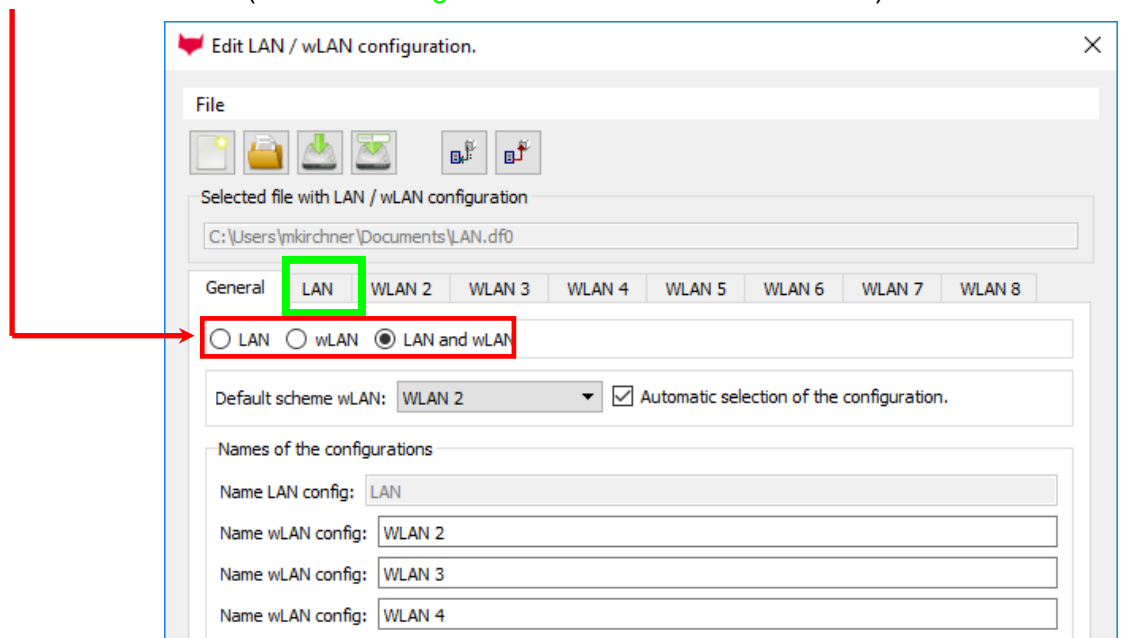 Edit LAN / wLAN configuration.
File
Selected file with LAN / wLAN configuration
C:\Users\mkirchner\Documents\LAN.df0
General LAN WLAN 2 WLAN 3 WLAN 4 WLAN 5 WLAN 6 WLAN 7 WLAN 8
LAN wLAN LAN and wLAN
Default scheme wLAN: WLAN 2 Automatic selection of the configuration.
Names of the configurations
Name LAN config: LAN
Name wLAN config: WLAN 2
Name wLAN config: WLAN 3
Name wLAN config: WLAN 4